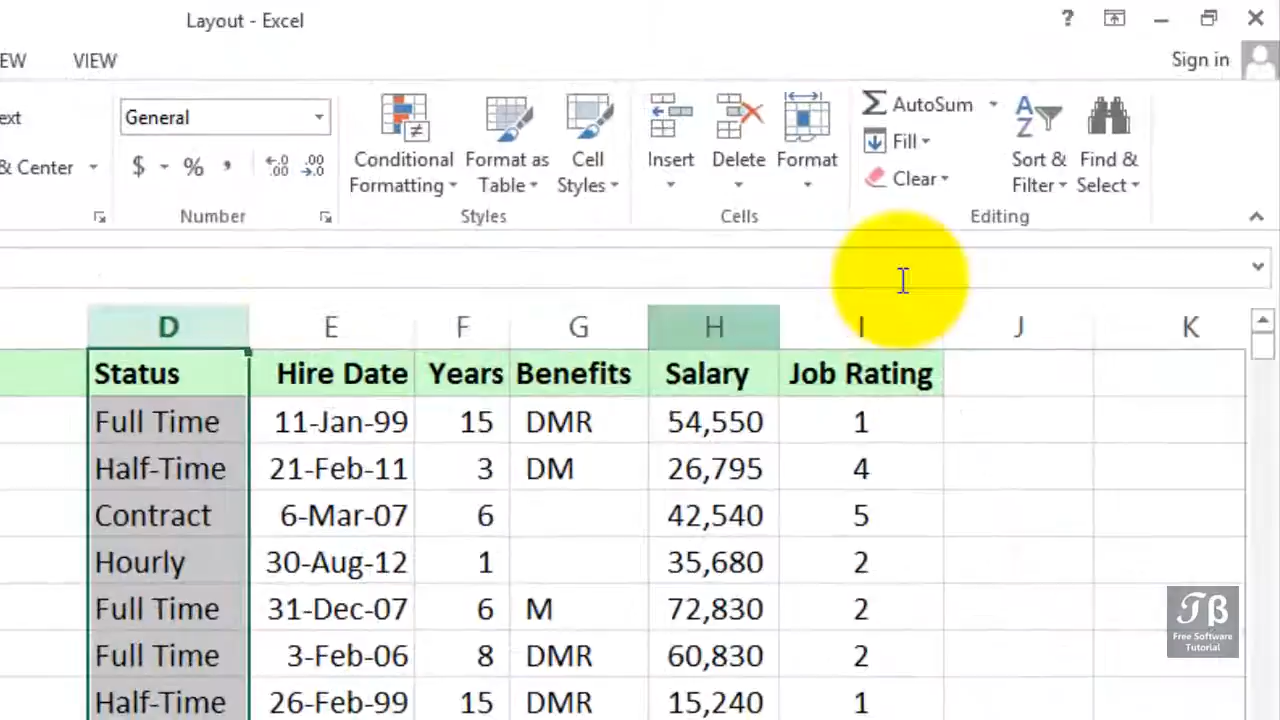 Layout - Excel
?
EW VIEW Sign in
ext General Conditional Formatting Format as Table Cell Styles Insert Delete Format AutoSum
& Center $ % , .0 .00 .00 .0 Fill
Clear Sort & Filter Find & Select
Number Styles Cells Editing
D E F G H I J K
Status Hire Date Years Benefits Salary Job Rating
Full Time 11-Jan-99 15 DMR 54,550 1
Half-Time 21-Feb-11 3 DM 26,795 4
Contract 6-Mar-07 6 42,540 5
Hourly 30-Aug-12 1 35,680 2
Full Time 31-Dec-07 6 M 72,830 2
Full Time 3-Feb-06 8 DMR 60,830 2
Half-Time 26-Feb-99 15 DMR 15,240 1
Tβ
Free Software
Tutorial